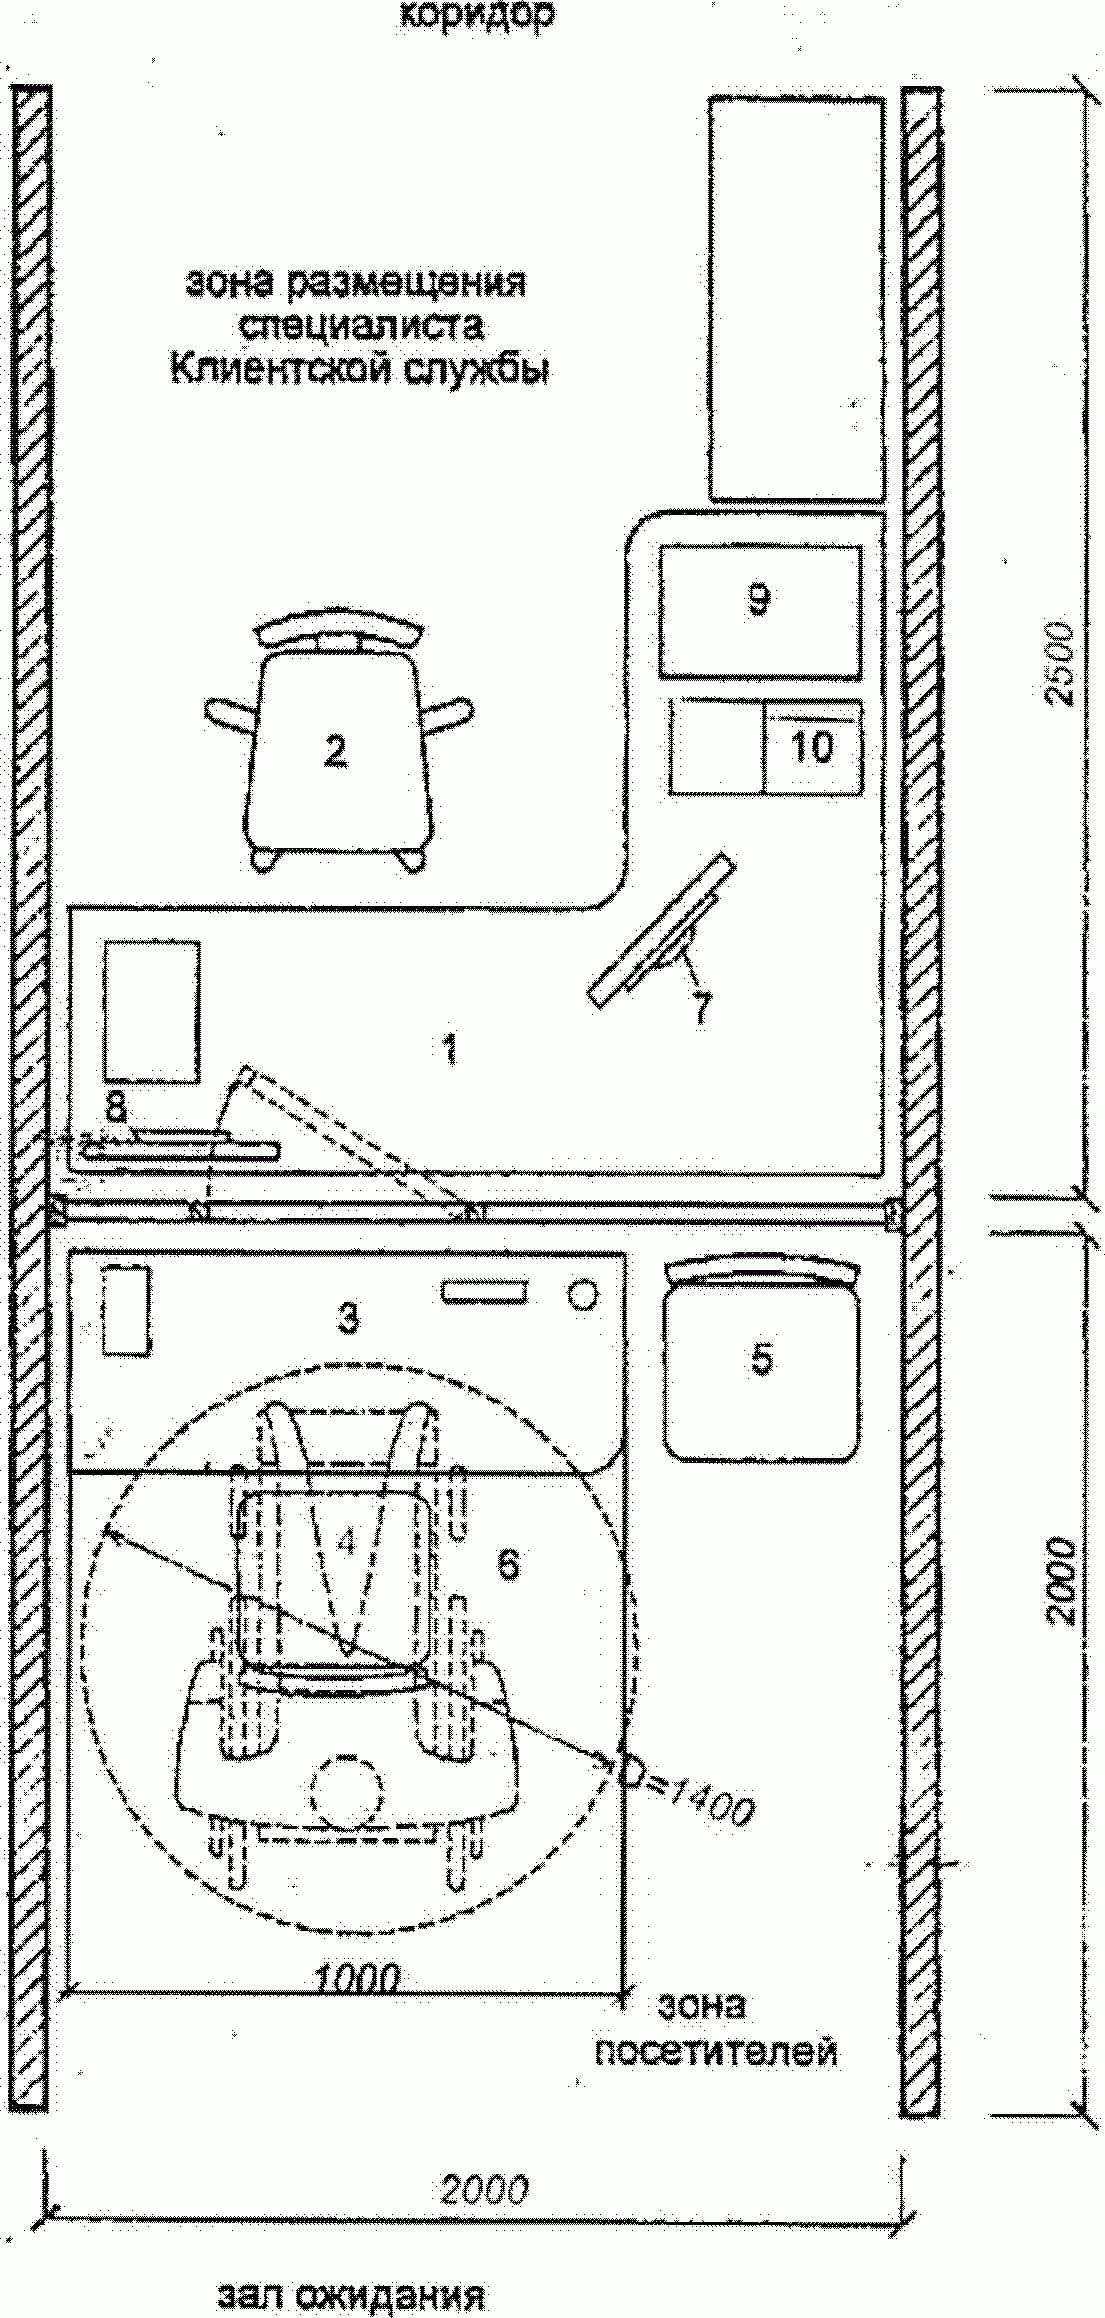 коридор
зона размещения
специалиста
Клиентской службы
9
2500
10
2
7
1
8
3
5
4
6
2000
D=1400
1000
зона
посетителей
2000
зал ожидания